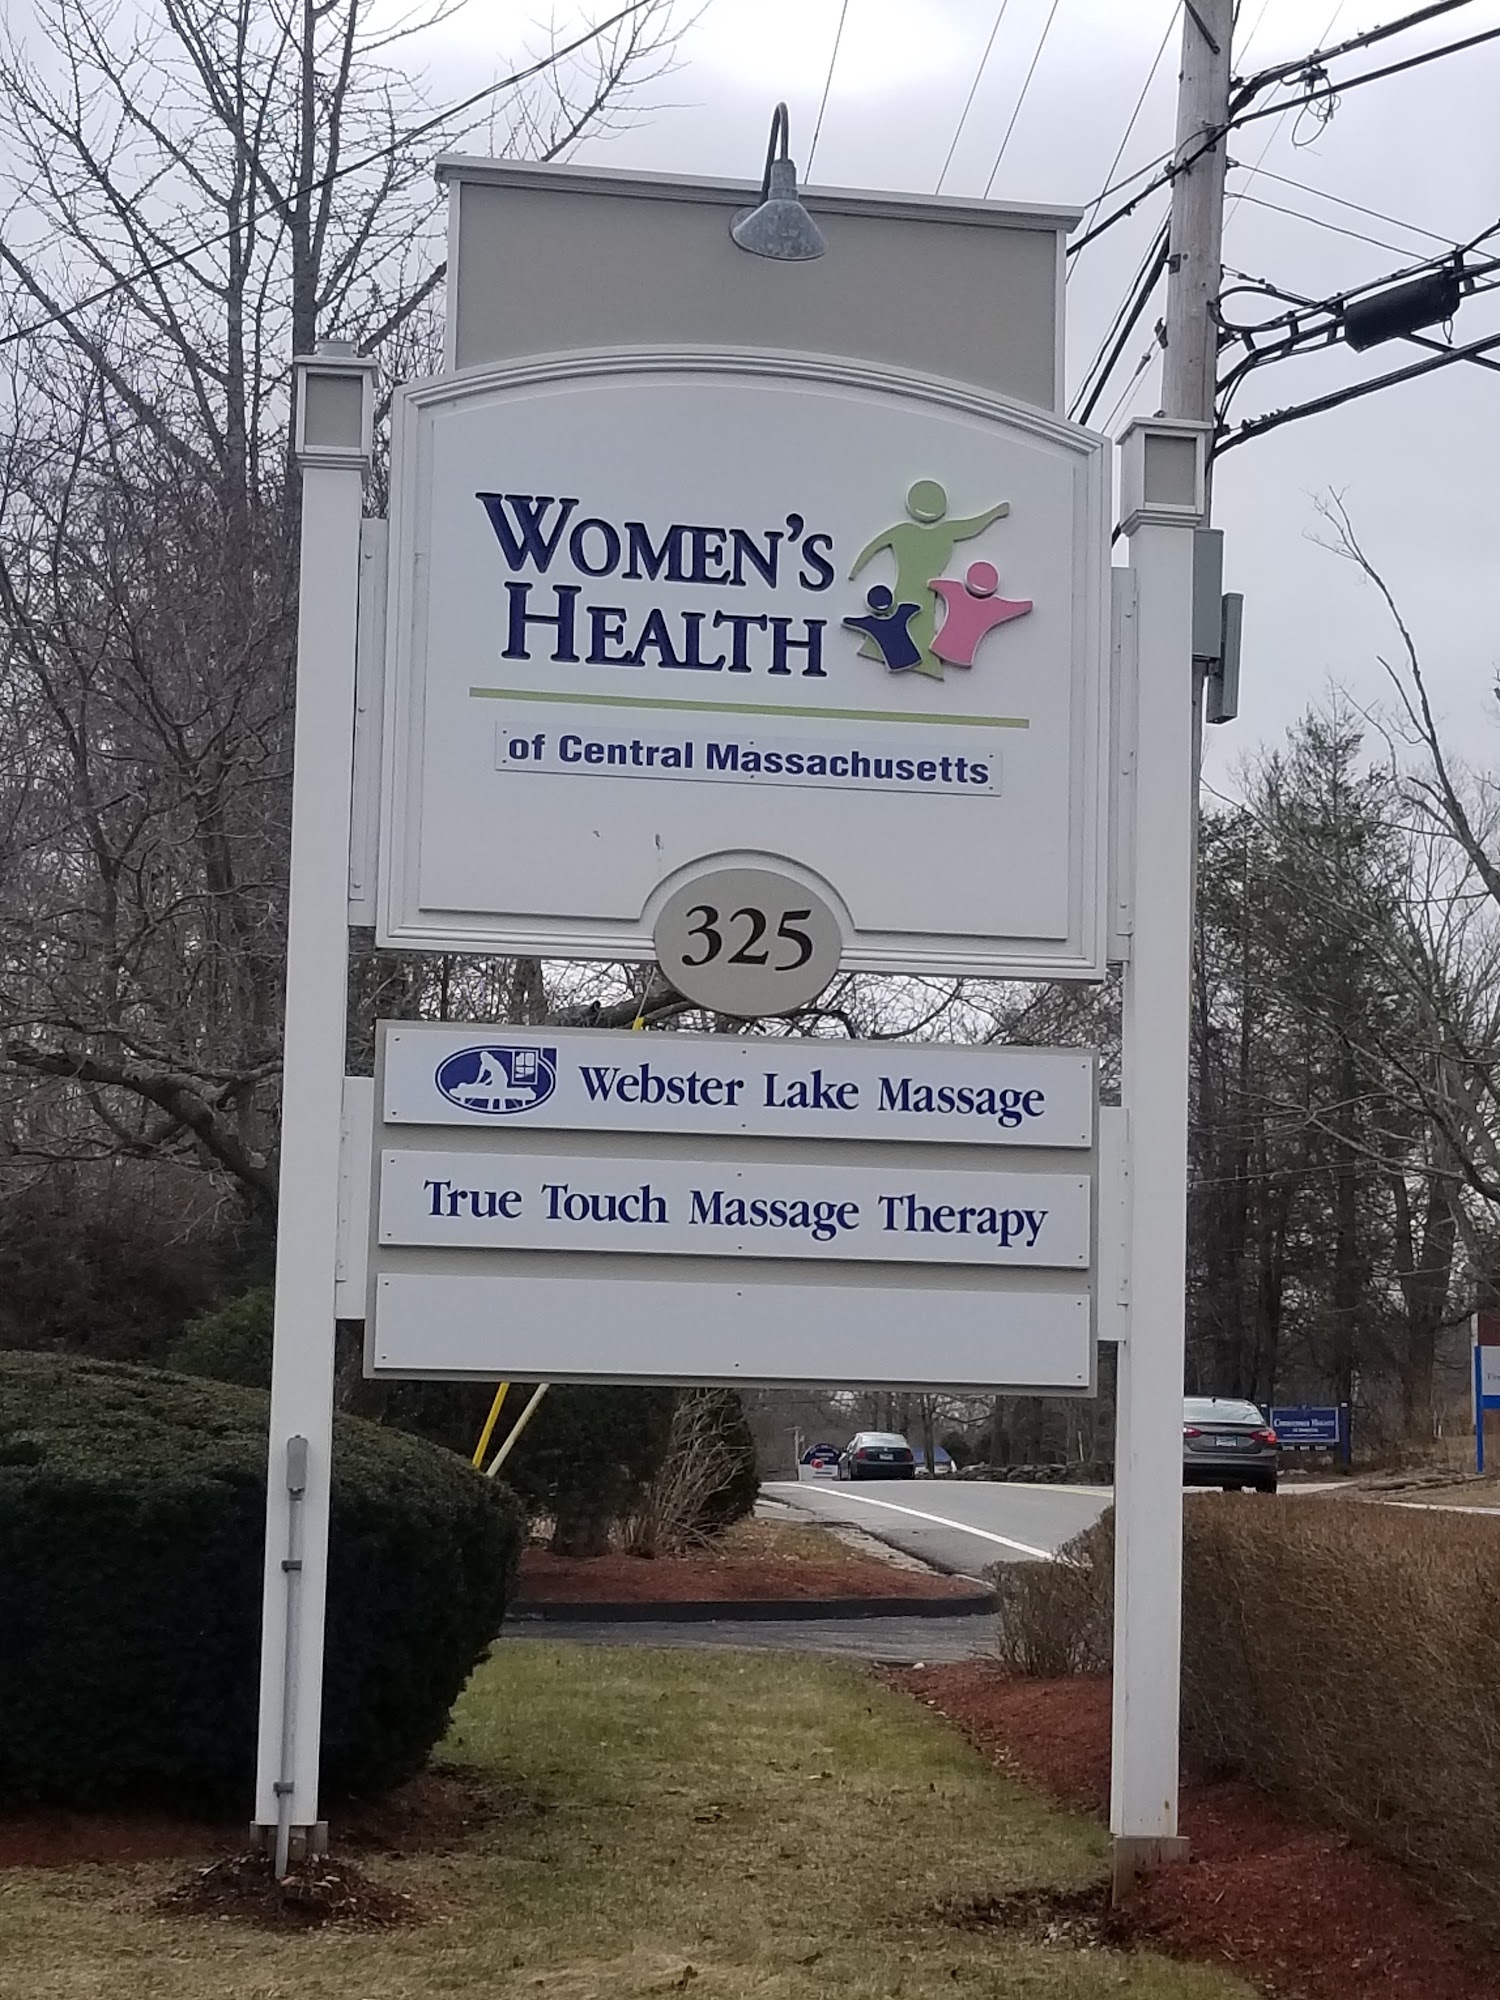 WOMEN'S
HEALTH
of Central Massachusetts
325
Webster Lake Massage
True Touch Massage Therapy